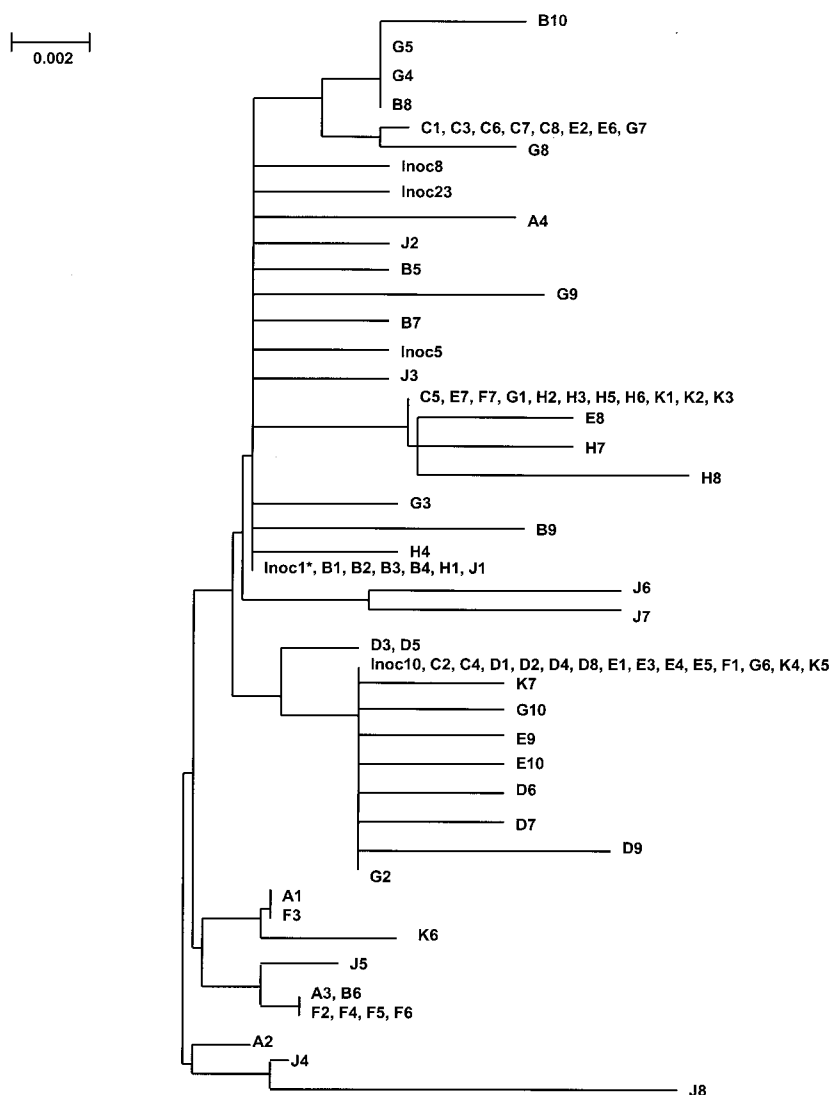 B10
0.002
G5
G4
B8
C1, C3, C6, C7, C8, E2, E6, G7
G8
Inoc8
Inoc23
A4
J2
B5
G9
B7
Inoc5
J3
C5, E7, F7, G1, H2, H3, H5, H6, K1, K2, K3
E8
H7
H8
G3
B9
H4
Inoc1*, B1, B2, B3, B4, H1, J1
J6
J7
D3, D5
Inoc10, C2, C4, D1, D2, D4, D8, E1, E3, E4, E5, F1, G6, K4, K5
K7
G10
E9
E10
D6
D7
D9
G2
A1
F3
K6
J5
A3, B6
F2, F4, F5, F6
A2
J4
J8